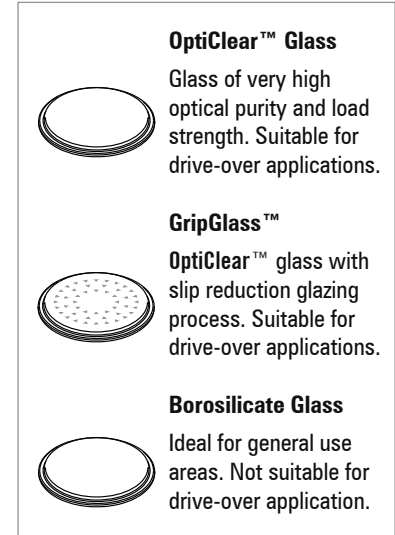 OptiClear™ Glass
Glass of very high
optical purity and load
strength. Suitable for
drive-over applications.
GripGlass™
OptiClear™ glass with
slip reduction glazing
process. Suitable for
drive-over applications.
Borosilicate Glass
Ideal for general use
areas. Not suitable for
drive-over application.